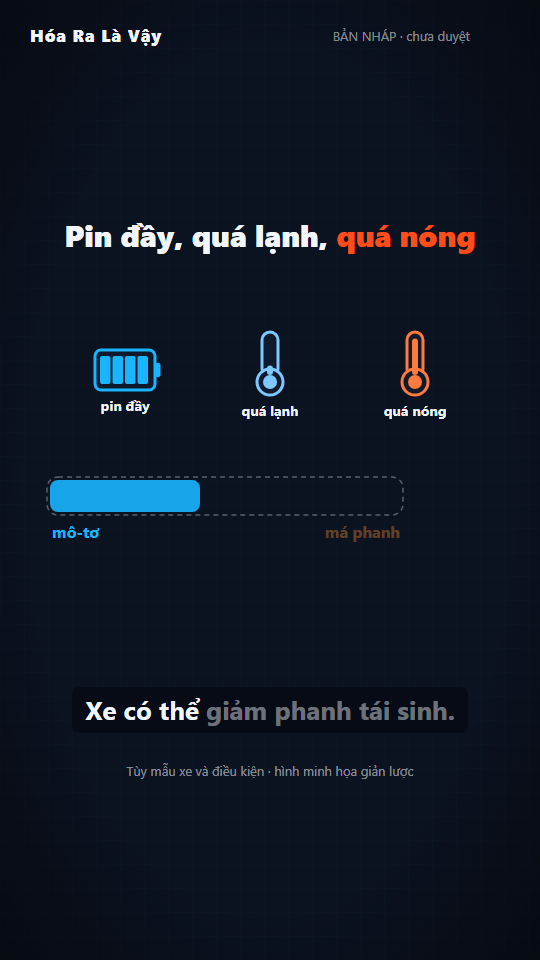 Hóa Ra Là Vậy
BẢN NHÁP · chưa duyệt
Pin đầy, quá lạnh, quá nóng
pin đầy
quá lạnh
quá nóng
mô-tơ
má phanh
Xe có thể giảm phanh tái sinh.
Tùy mẫu xe và điều kiện · hình minh họa giản lược